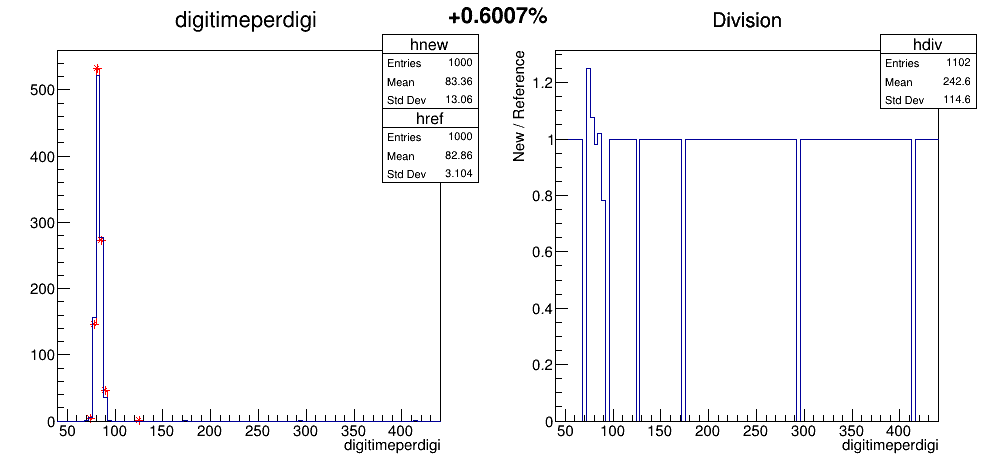 +0.6007%
digitimeperdigi
hnew
Entries 1000
Mean 83.36
Std Dev 13.06
href
Entries 1000
Mean 82.86
Std Dev 3.104
500
400
300
200
100
0
50 100 150 200 250 300 350 400
digitimeperdigi
Division
hdiv
Entries 1102
Mean 242.6
Std Dev 114.6
New / Reference
1.2
1
0.8
0.6
0.4
0.2
0
50 100 150 200 250 300 350 400
digitimeperdigi